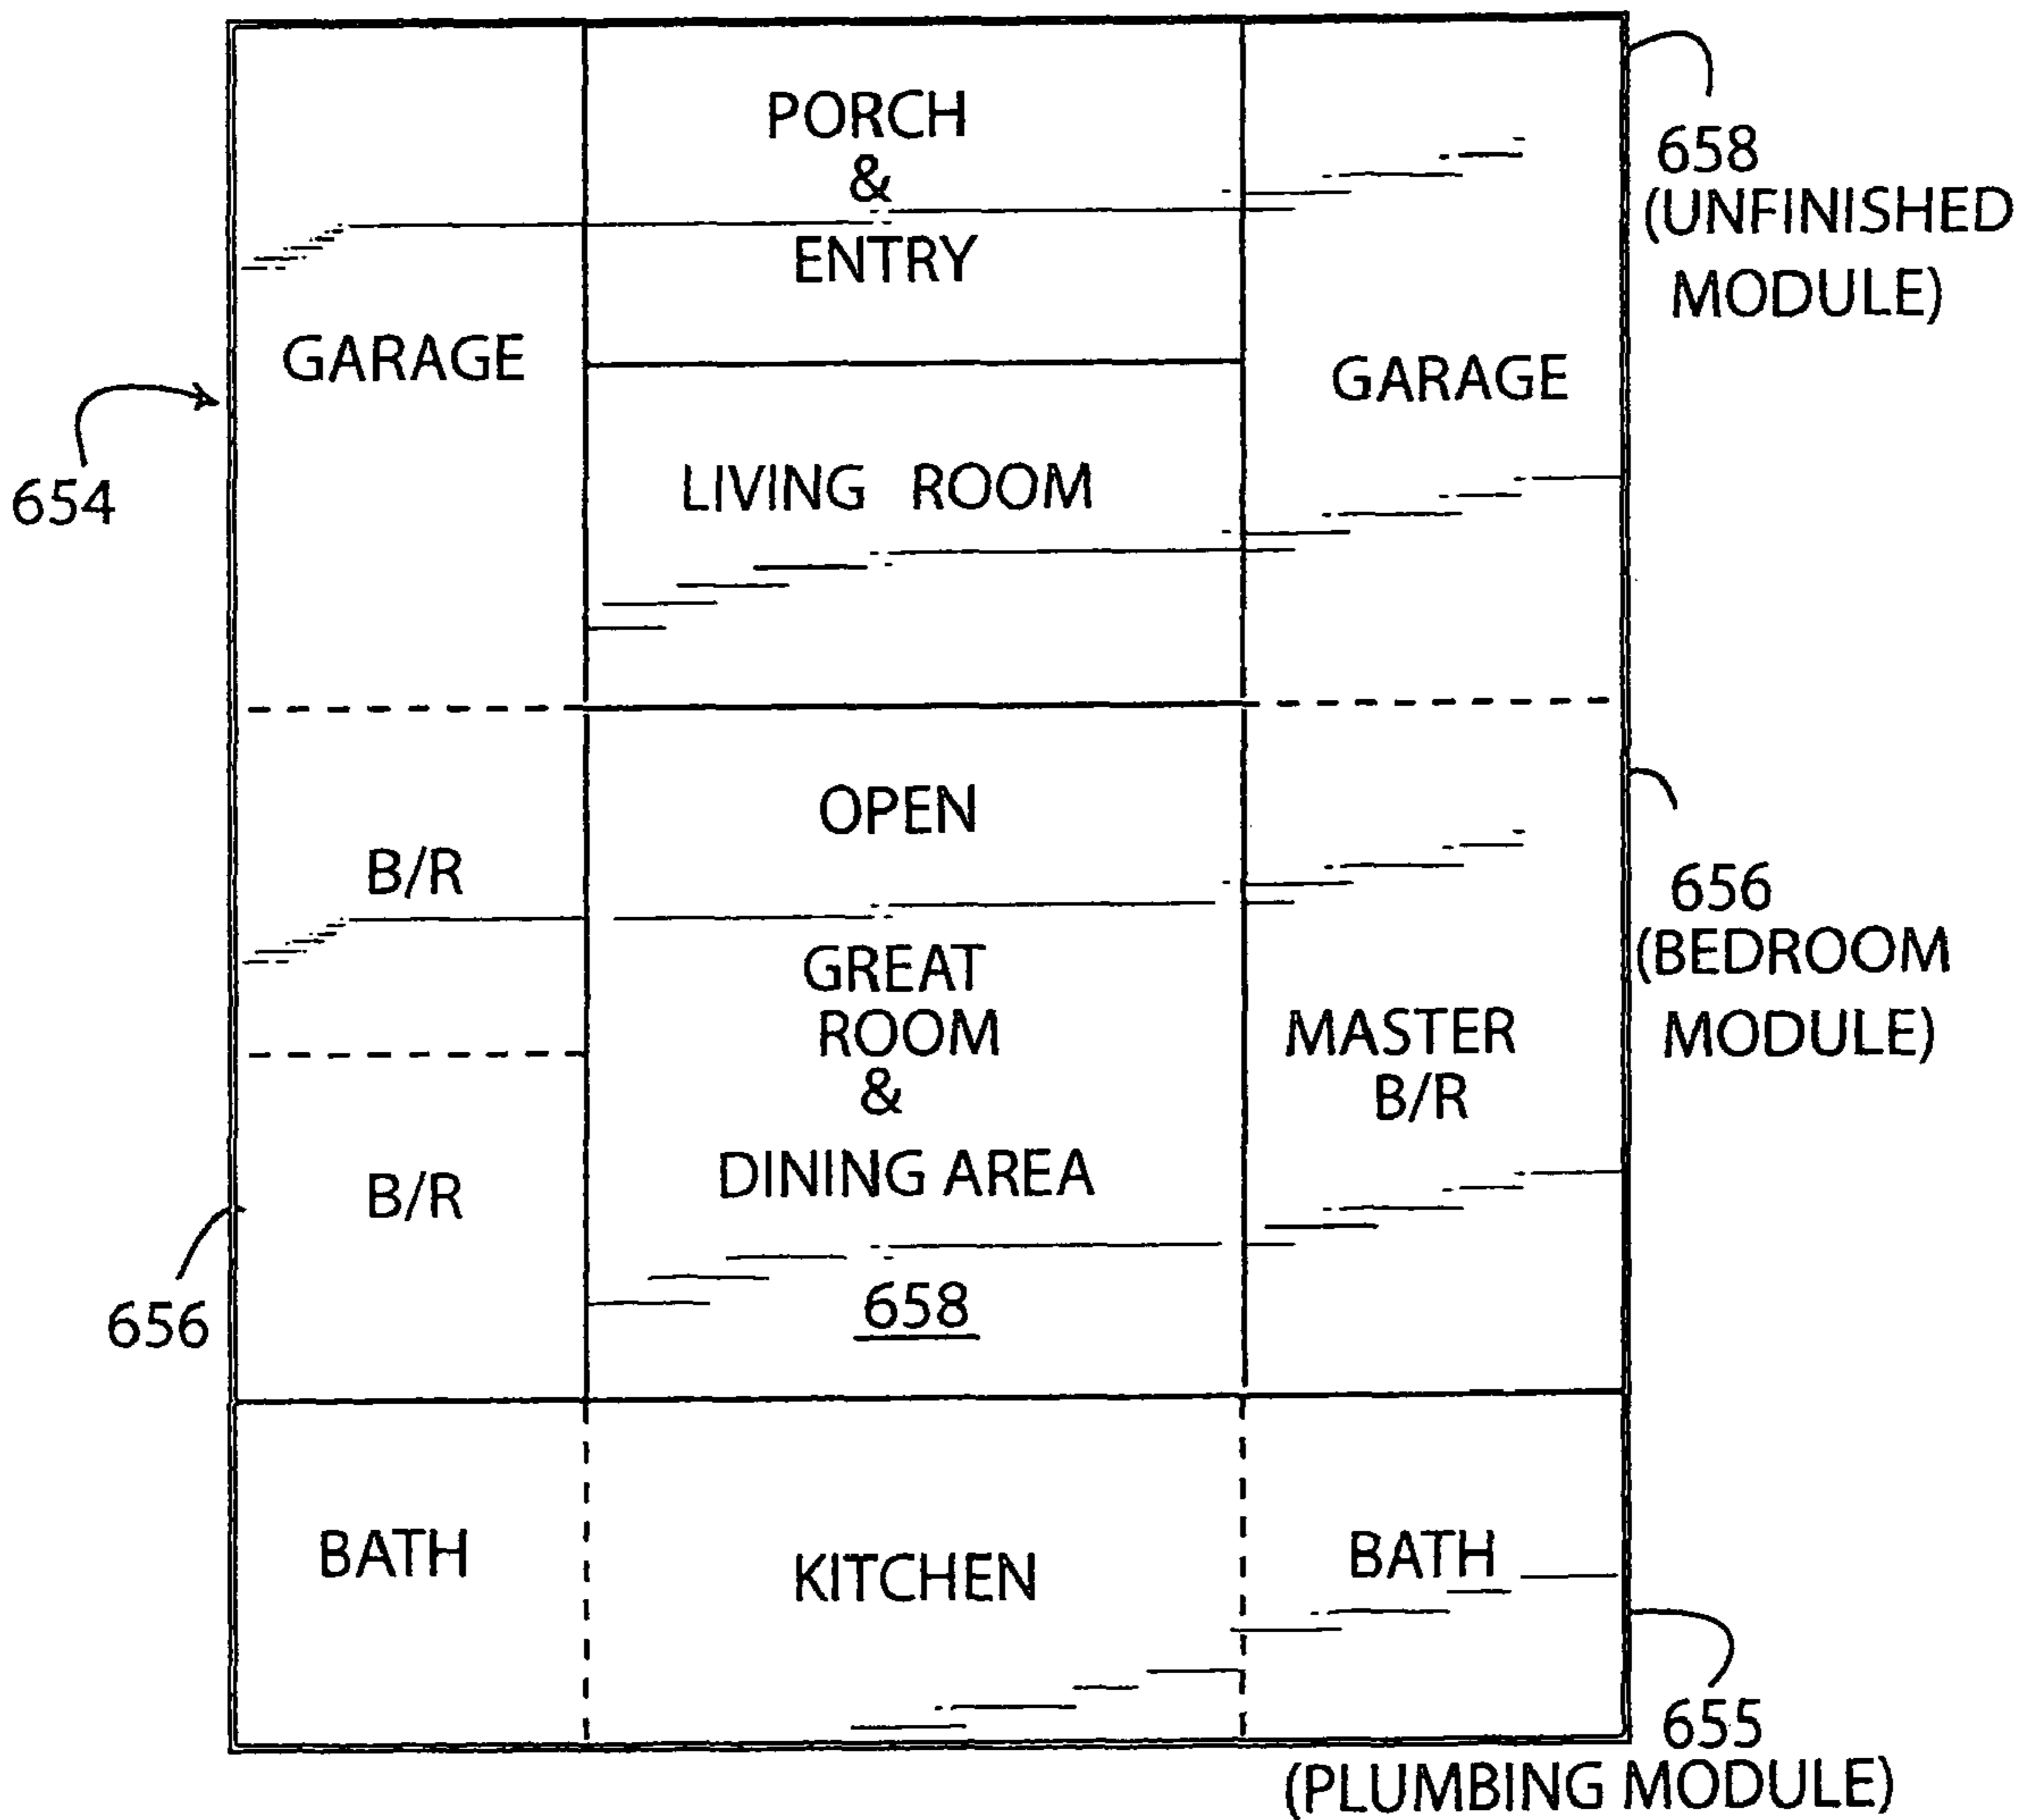 PORCH
&
ENTRY
658
(UNFINISHED
MODULE)
GARAGE
GARAGE
654
LIVING ROOM
OPEN
B/R
GREAT
ROOM
&
DINING AREA
656
(BEDROOM
MODULE)
MASTER
B/R
B/R
656
658
BATH
KITCHEN
BATH
655
(PLUMBING MODULE)